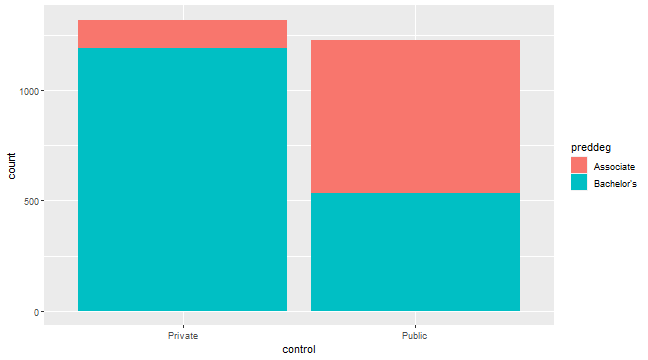 1000
500
0
count
Private
Public
control
preddeg
Associate
Bachelor's